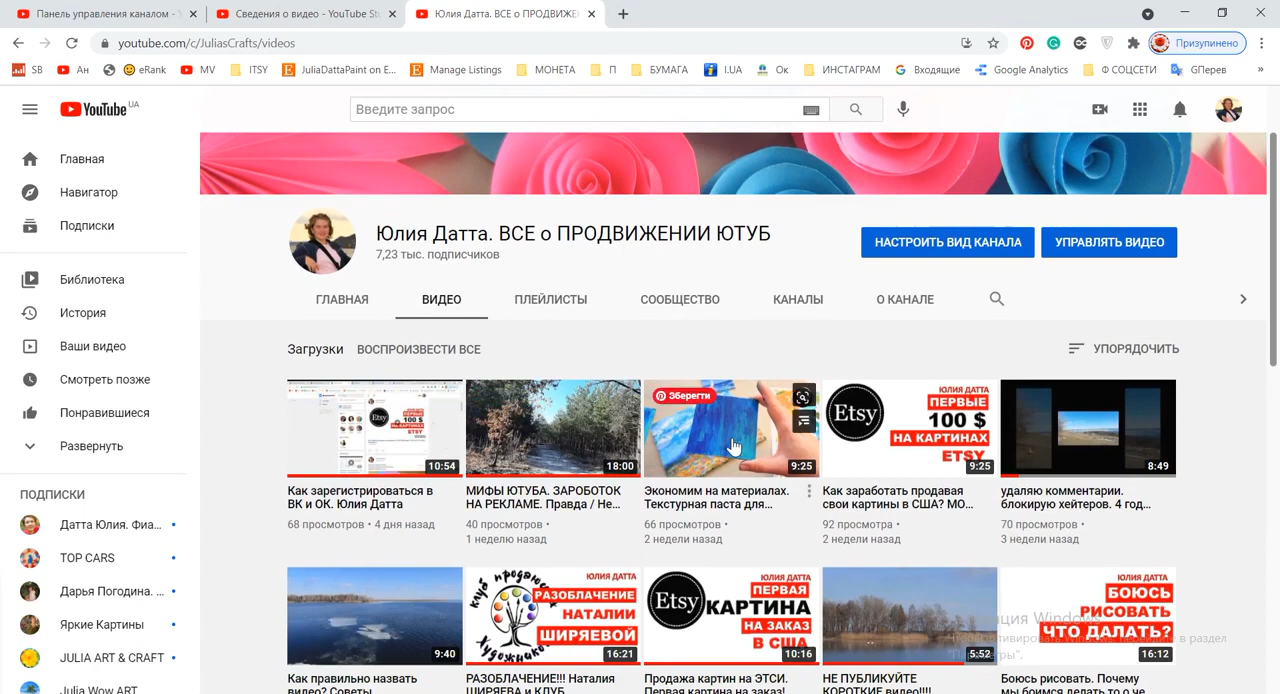 Панель управления каналом - Y
Сведения о видео - YouTube Stu
Юлия Датта. ВСЕ о ПРОДВИЖЕН
youtube.com/c/JuliasCrafts/videos
Призупинено
SB
Ан
eRank
MV
ITSY
JuliaDattaPaint on E...
Manage Listings
МОНЕТА
П
БУМАГА
I.UA
Ок
ИНСТАГРАМ
Входящие
Google Analytics
Ф СОЦСЕТИ
GПерев
»
YouTube UA
Введите запрос
Главная
Навигатор
Подписки
Библиотека
История
Ваши видео
Смотреть позже
Понравившиеся
Развернуть
ПОДПИСКИ
Датта Юлия. Фиа...
TOP CARS
Дарья Погодина. ...
Яркие Картины
JULIA ART & CRAFT
Julia Wow ART
Юлия Датта. ВСЕ о ПРОДВИЖЕНИИ ЮТУБ
7,23 тыс. подписчиков
НАСТРОИТЬ ВИД КАНАЛА
УПРАВЛЯТЬ ВИДЕО
ГЛАВНАЯ
ВИДЕО
ПЛЕЙЛИСТЫ
СООБЩЕСТВО
КАНАЛЫ
О КАНАЛЕ
Загрузки
ВОСПРОИЗВЕСТИ ВСЕ
УПОРЯДОЧИТЬ
10:54
Как зарегистрироваться в
ВК и ОК. Юлия Датта
68 просмотров • 4 дня назад
18:00
МИФЫ ЮТУБА. ЗАРОБОТОК
НА РЕКЛАМЕ. Правда / Не...
40 просмотров •
1 неделю назад
Зберегти
9:25
Экономим на материалах.
Текстурная паста для...
66 просмотров •
2 недели назад
Etsy
ЮЛИЯ ДАТТА
ПЕРВЫЕ
100 $
НА КАРТИНАХ
ETSY
9:25
Как заработать продавая
свои картины в США? МО...
92 просмотра •
2 недели назад
8:49
удаляю комментарии.
блокирую хейтеров. 4 год...
70 просмотров •
3 недели назад
9:40
Как правильно назвать
видео? Советы
клуб продающих
Художников
ЮЛИЯ ДАТТА
РАЗОБЛАЧЕНИЕ
НАТАЛИИ
ШИРЯЕВОЙ
16:21
РАЗОБЛАЧЕНИЕ!!! Наталия
ШИРЯЕВА и КЛУБ
Etsy
ЮЛИЯ ДАТТА
ПЕРВАЯ
КАРТИНА
НА ЗАКАЗ
В США
10:16
Продажа картин на ЭТСИ.
Первая картина на заказ!
5:52
НЕ ПУБЛИКУЙТЕ
КОРОТКИЕ видео!!!!
ЮЛИЯ ДАТТА
БОЮСЬ
РИСОВАТЬ
ЧТО ДАЛАТЬ?
16:12
Боюсь рисовать. Почему
мы боимся делать то о че